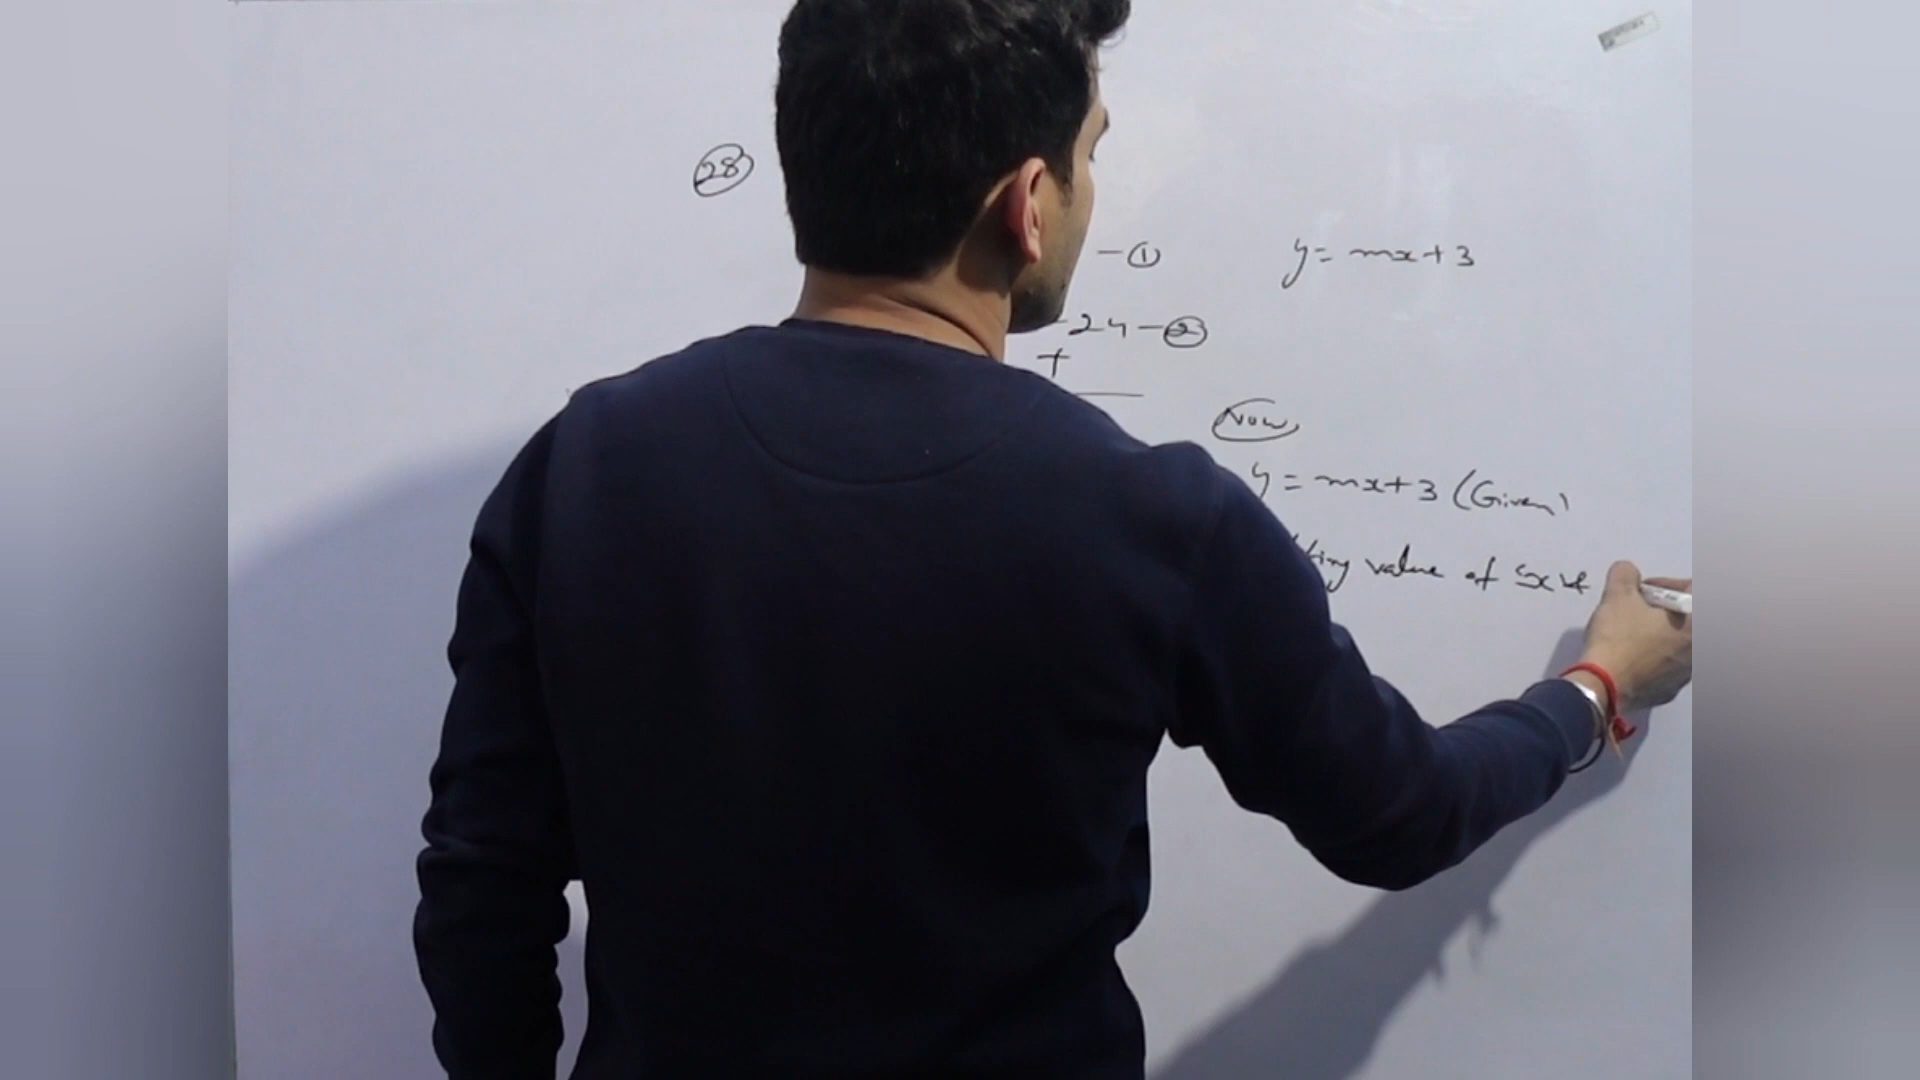 28
- 1
-24 - 2
+
y = mx + 3
Now
y = mx + 3 (Given)
value of x &